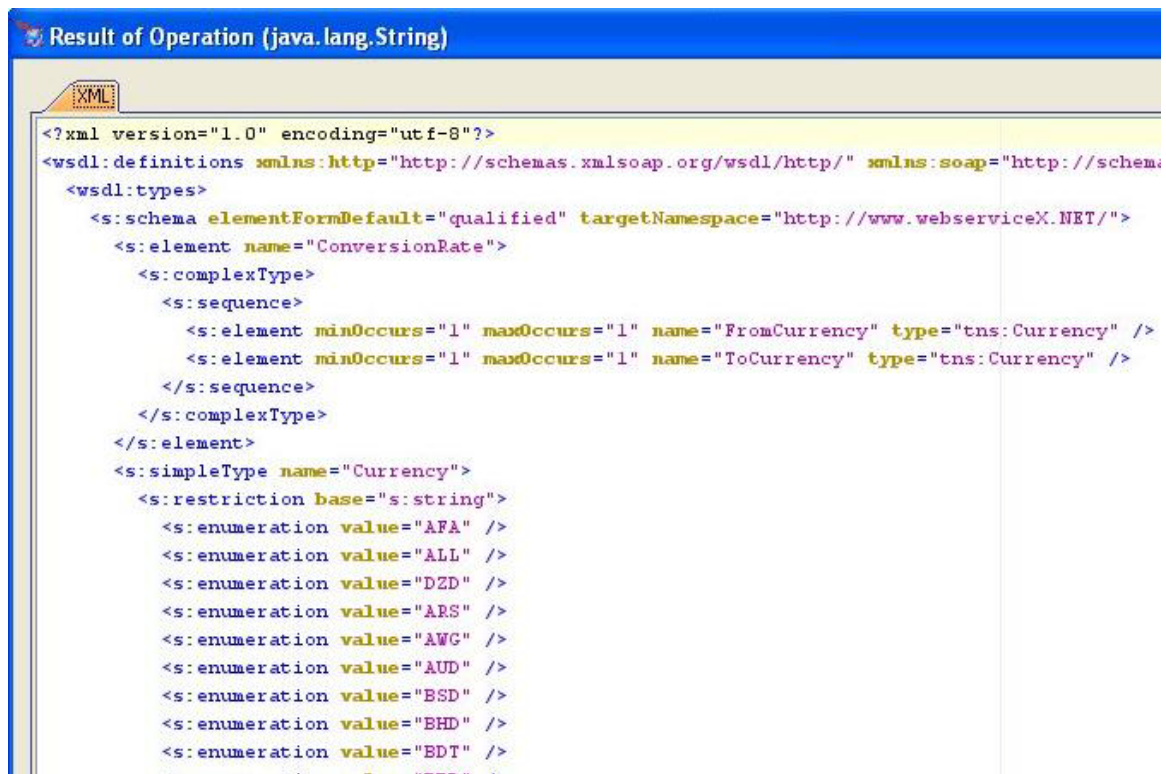 Result of Operation (java.lang.String)
XML
<?xml version="1.0" encoding="utf-8"?>
<wsdl:definitions xmlns:http="http://schemas.xmlsoap.org/wsdl/http/" xmlns:soap="http://schema
<wsdl:types>
<s:schema elementFormDefault="qualified" targetNamespace="http://www.webserviceX.NET/">
<s:element name="ConversionRate">
<s:complexType>
<s:sequence>
<s:element minOccurs="1" maxOccurs="1" name="FromCurrency" type="tns:Currency" />
<s:element minOccurs="1" maxOccurs="1" name="ToCurrency" type="tns:Currency" />
</s:sequence>
</s:complexType>
</s:element>
<s:simpleType name="Currency">
<s:restriction base="s:string">
<s:enumeration value="AFA" />
<s:enumeration value="ALL" />
<s:enumeration value="DZD" />
<s:enumeration value="ARS" />
<s:enumeration value="AWG" />
<s:enumeration value="AUD" />
<s:enumeration value="BSD" />
<s:enumeration value="BHD" />
<s:enumeration value="BDT" />